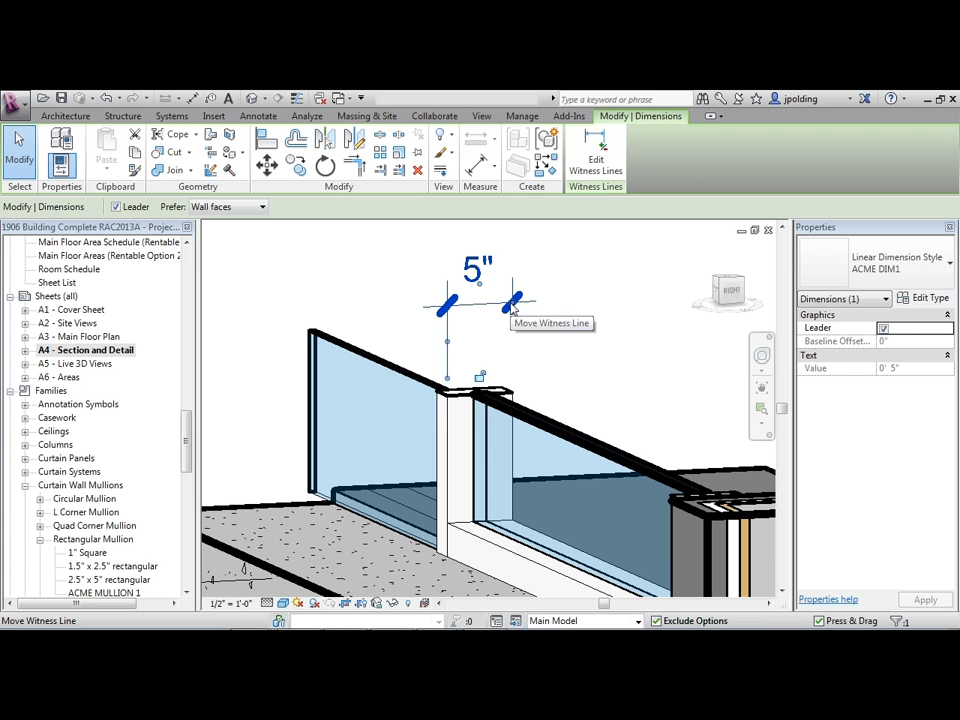 Type a keyword or phrase
jpolding
Architecture Structure Systems Insert Annotate Analyze Massing & Site Collaborate View Manage Add-Ins Modify | Dimensions
Modify
Paste
Cope
Cut
Join
Edit
Witness Lines
Select Properties Clipboard Geometry Modify View Measure Create Witness Lines
Modify | Dimensions Leader Prefer: Wall faces
1906 Building Complete RAC2013A - Projec...
Main Floor Area Schedule (Rentable
Main Floor Areas (Rentable Option 2
Room Schedule
Sheet List
Sheets (all)
A1 - Cover Sheet
A2 - Site Views
A3 - Main Floor Plan
A4 - Section and Detail
A5 - Live 3D Views
A6 - Areas
Families
Annotation Symbols
Casework
Ceilings
Columns
Curtain Panels
Curtain Systems
Curtain Wall Mullions
Circular Mullion
L Corner Mullion
Quad Corner Mullion
Rectangular Mullion
1" Square
1.5" x 2.5" rectangular
2.5" x 5" rectangular
ACME MULLION 1
5"
Move Witness Line
RIGHT
1/2" = 1'-0"
Properties
Linear Dimension Style
ACME DIM1
Dimensions (1) Edit Type
Graphics
Leader
Baseline Offset... 0"
Text
Value 0' 5"
Properties help Apply
Move Witness Line :0 Main Model Exclude Options Press & Drag :1